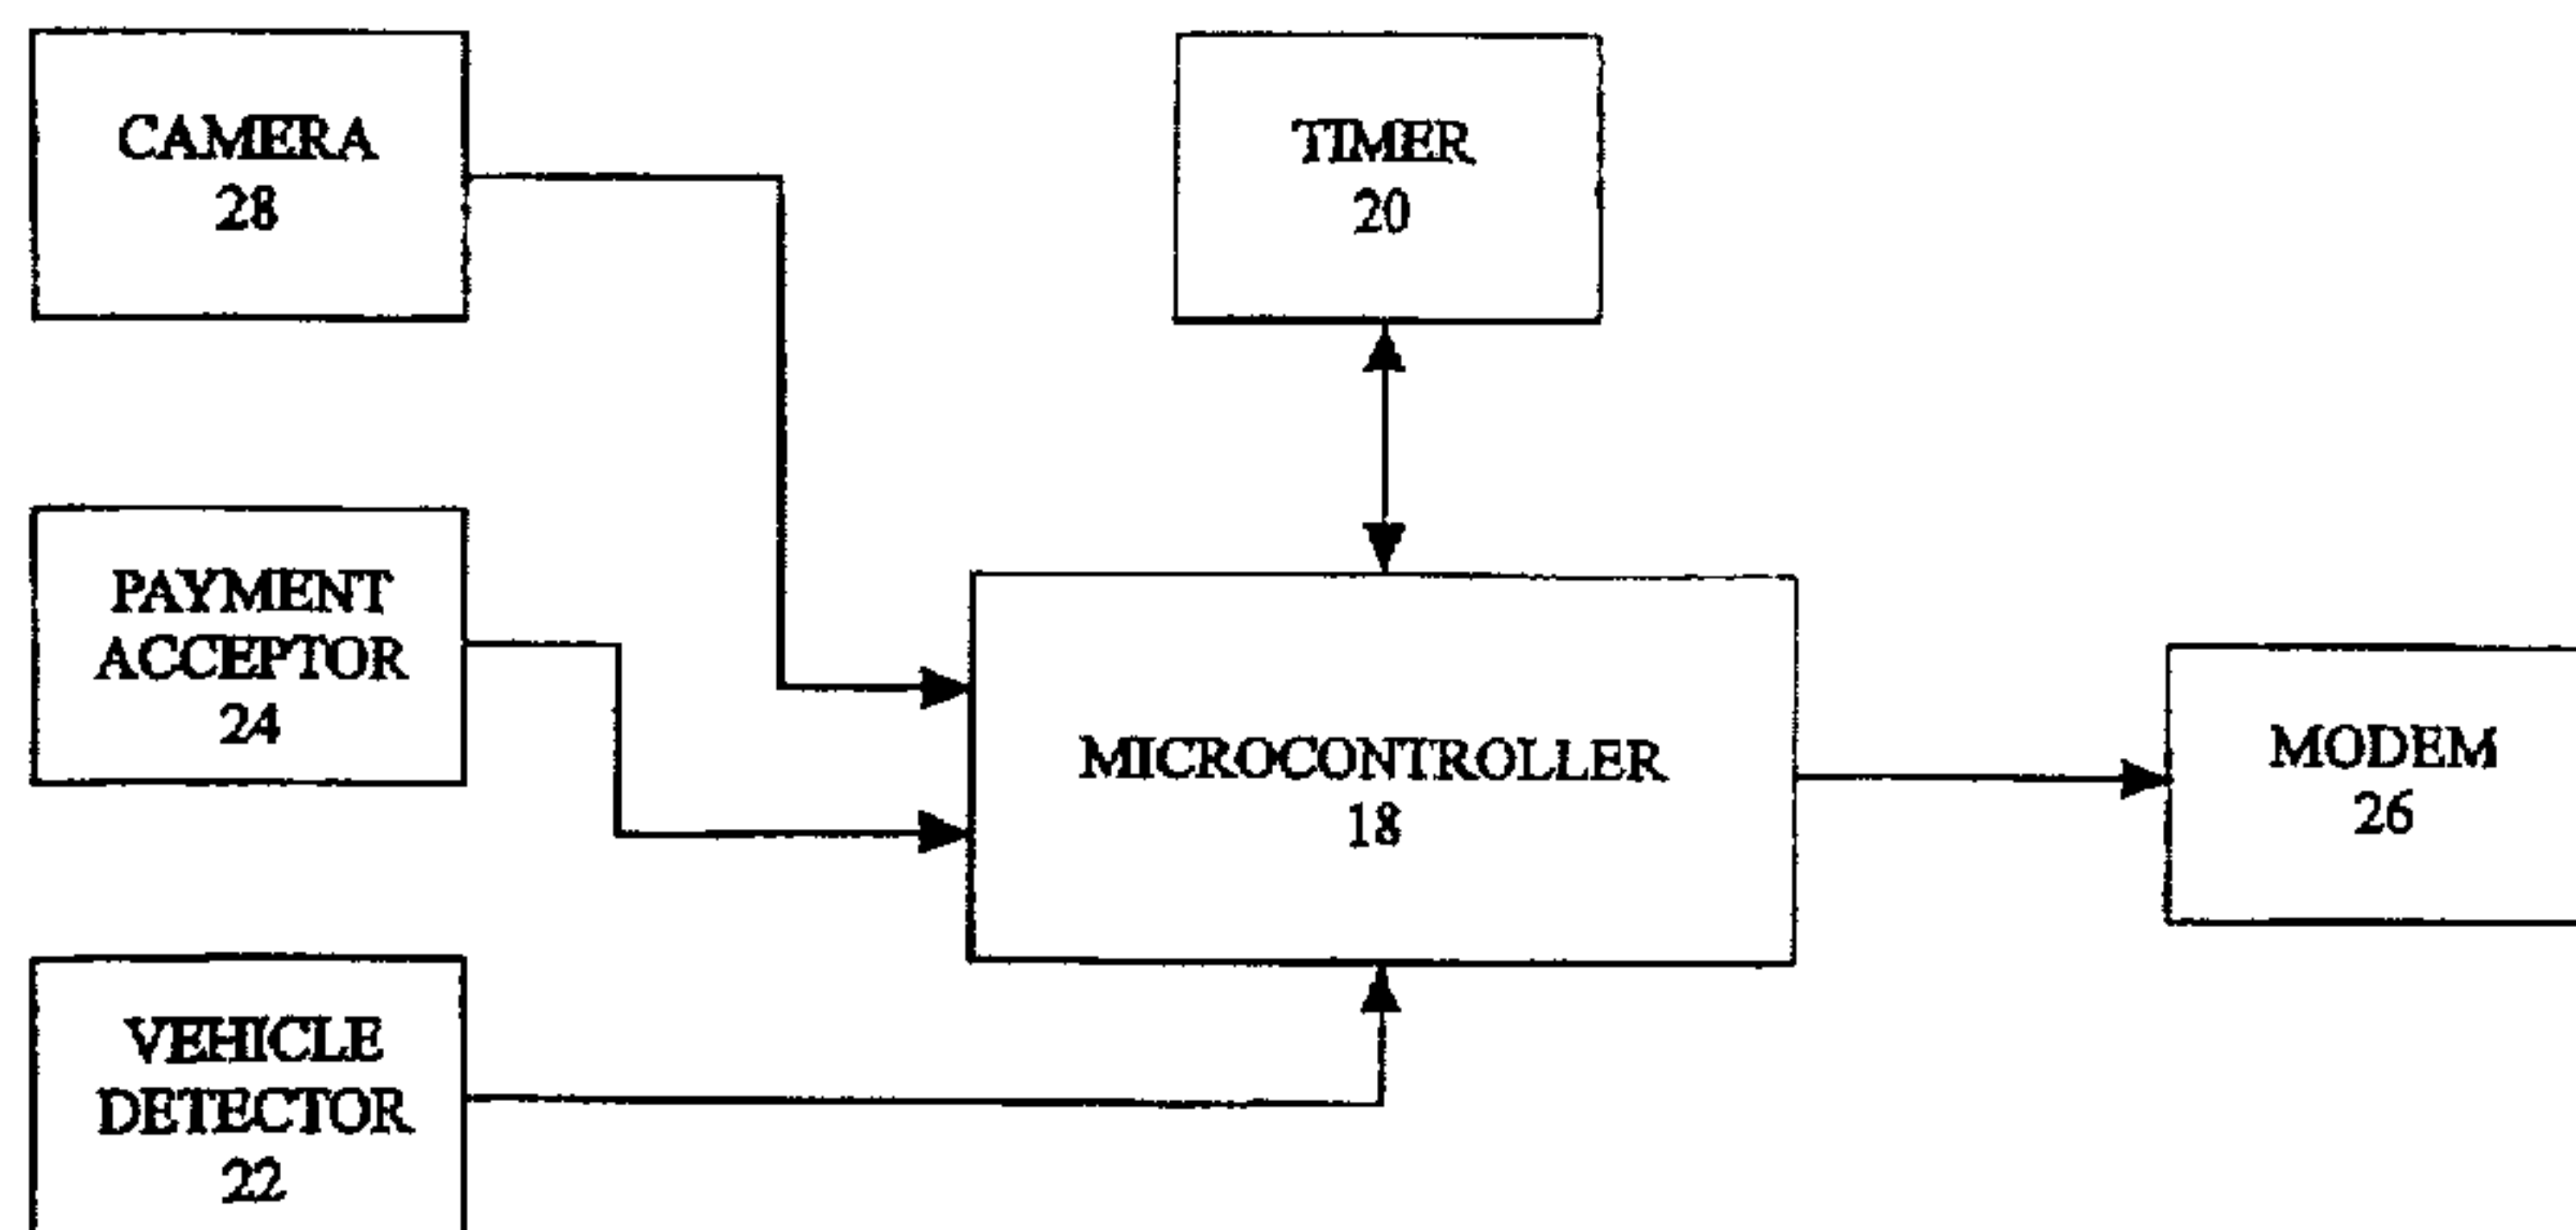 CAMERA
28
TIMER
20
PAYMENT
ACCEPTOR
24
MICROCONTROLLER
18
MODEM
26
VEHICLE
DETECTOR
22